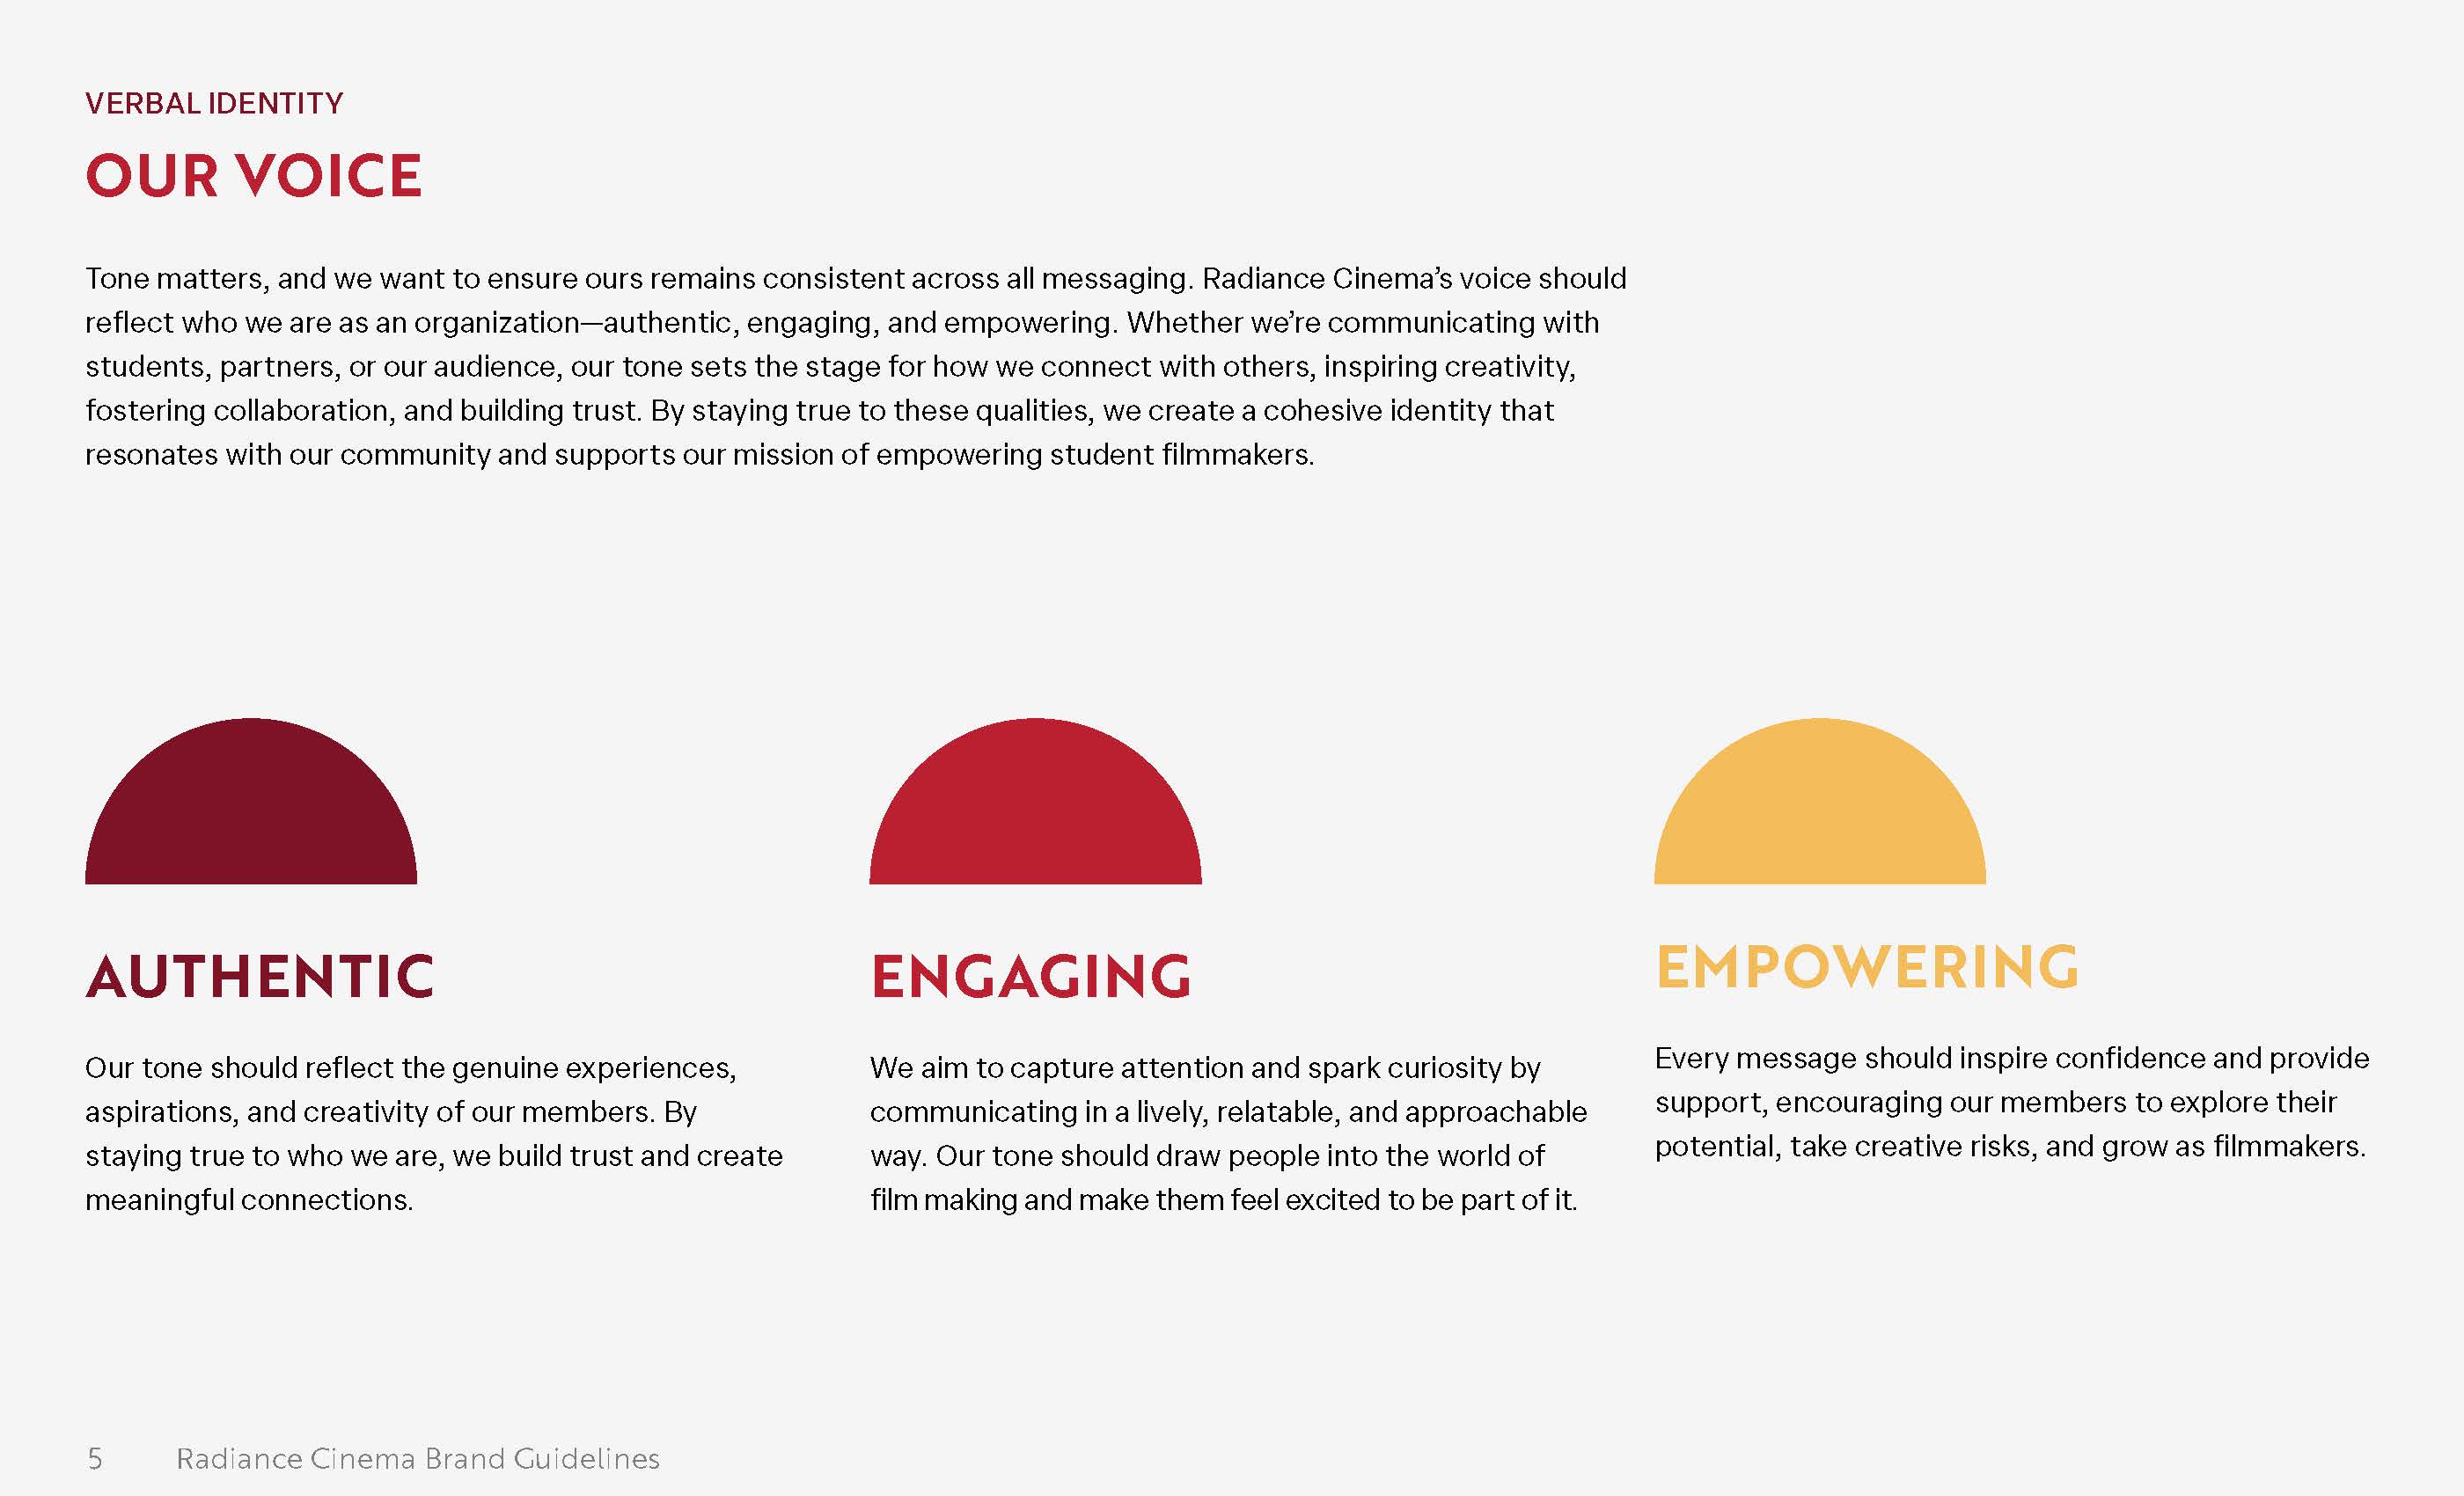 VERBAL IDENTITY
OUR VOICE
Tone matters, and we want to ensure ours remains consistent across all messaging. Radiance Cinema’s voice should
reflect who we are as an organization—authentic, engaging, and empowering. Whether we’re communicating with
students, partners, or our audience, our tone sets the stage for how we connect with others, inspiring creativity,
fostering collaboration, and building trust. By staying true to these qualities, we create a cohesive identity that
resonates with our community and supports our mission of empowering student filmmakers.
AUTHENTIC
Our tone should reflect the genuine experiences,
aspirations, and creativity of our members. By
staying true to who we are, we build trust and create
meaningful connections.
ENGAGING
We aim to capture attention and spark curiosity by
communicating in a lively, relatable, and approachable
way. Our tone should draw people into the world of
film making and make them feel excited to be part of it.
EMPOWERING
Every message should inspire confidence and provide
support, encouraging our members to explore their
potential, take creative risks, and grow as filmmakers.
5 Radiance Cinema Brand Guidelines